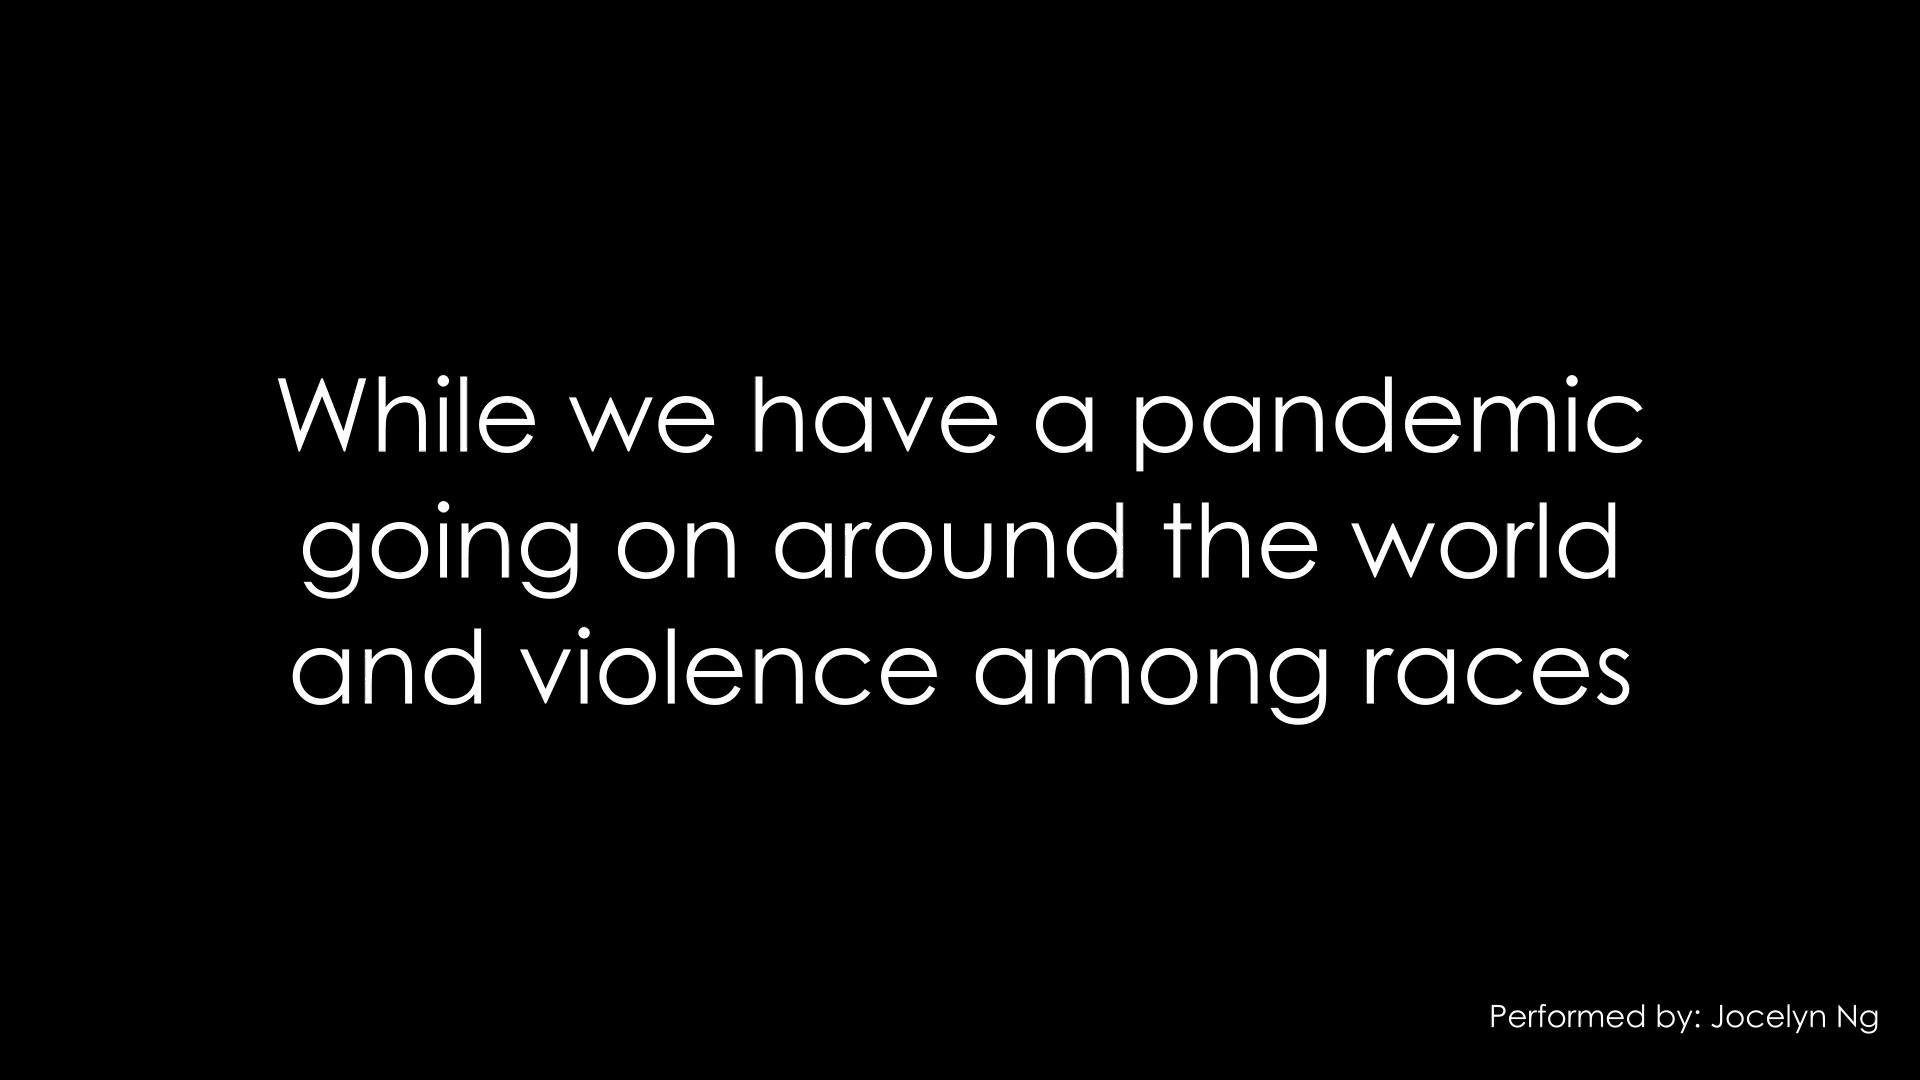 While we have a pandemic
going on around the world
and violence among races
Performed by: Jocelyn Ng